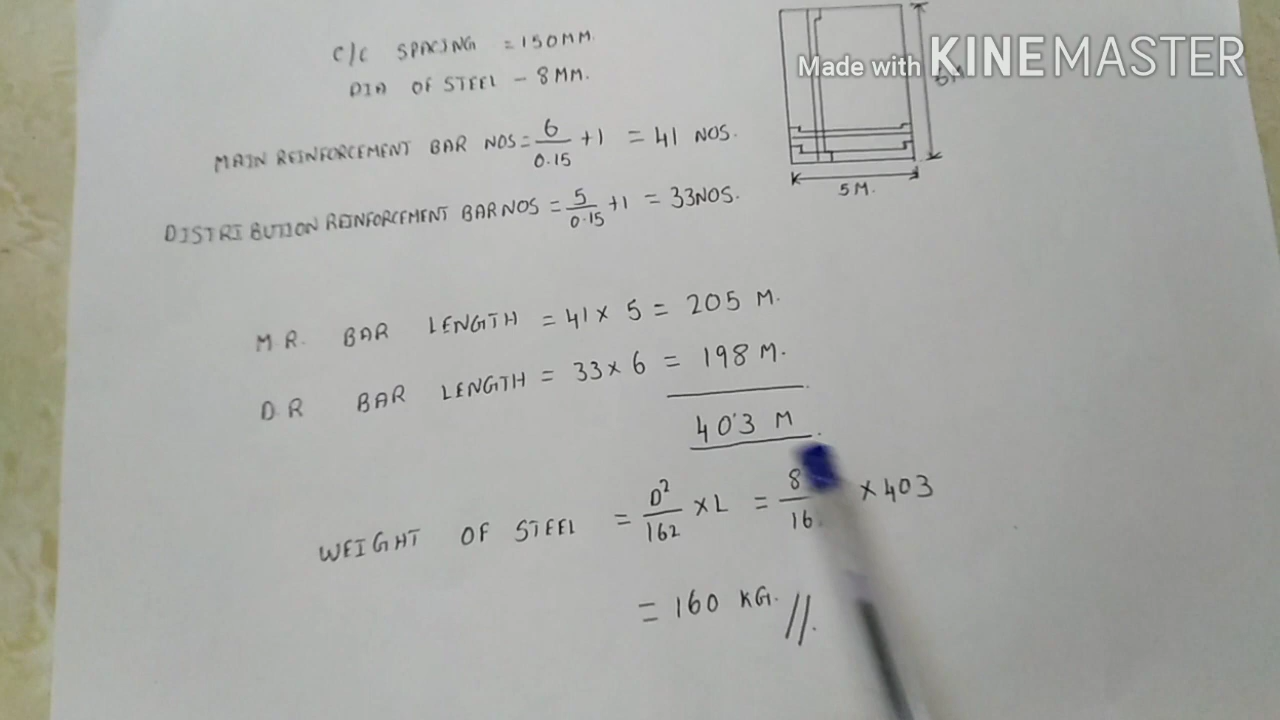 C/C SPACING = 150MM.
DIA OF STEEL - 8MM.
Made with KINEMASTER
MAIN REINFORCEMENT BAR NOS = 6/0.15 + 1 = 41 NOS.
DISTRIBUTION REINFORCEMENT BAR NOS = 5/0.15 + 1 = 33NOS.
5M.
M.R. BAR LENGTH = 41 x 5 = 205 M.
D.R BAR LENGTH = 33 x 6 = 198 M.
403 M
WEIGHT OF STEEL = D²/162 x L = 8/16 x 403
= 160 KG. //.